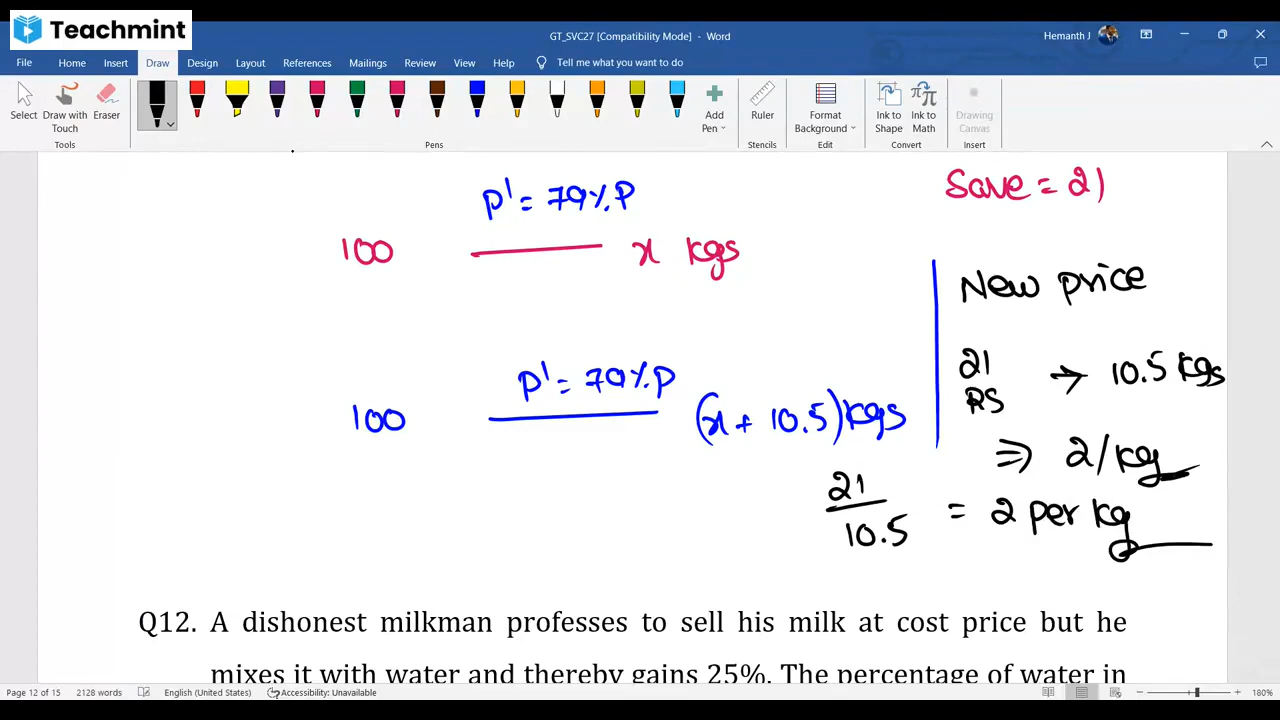 Teachmint
GT_SVC27 [Compatibility Mode] - Word
Hemanth J
File Home Insert Draw Design Layout References Mailings Review View Help Tell me what you want to do
Select
Draw with Touch
Eraser
Add Pen
Ruler
Format Background
Ink to Shape
Ink to Math
Drawing Canvas
Tools
Pens
Stencils
Edit
Convert
Insert
Save = 21
P' = 79% P
100 x kgs
New price
21 RS → 10.5 kgs
P' = 79% P
100 (x + 10.5) kgs
⇒ 2/kg
21/10.5 = 2 per kg
Q12. A dishonest milkman professes to sell his milk at cost price but he
mixes it with water and thereby gains 25%. The percentage of water in
Page 12 of 15 2128 words English (United States) Accessibility: Unavailable 180%